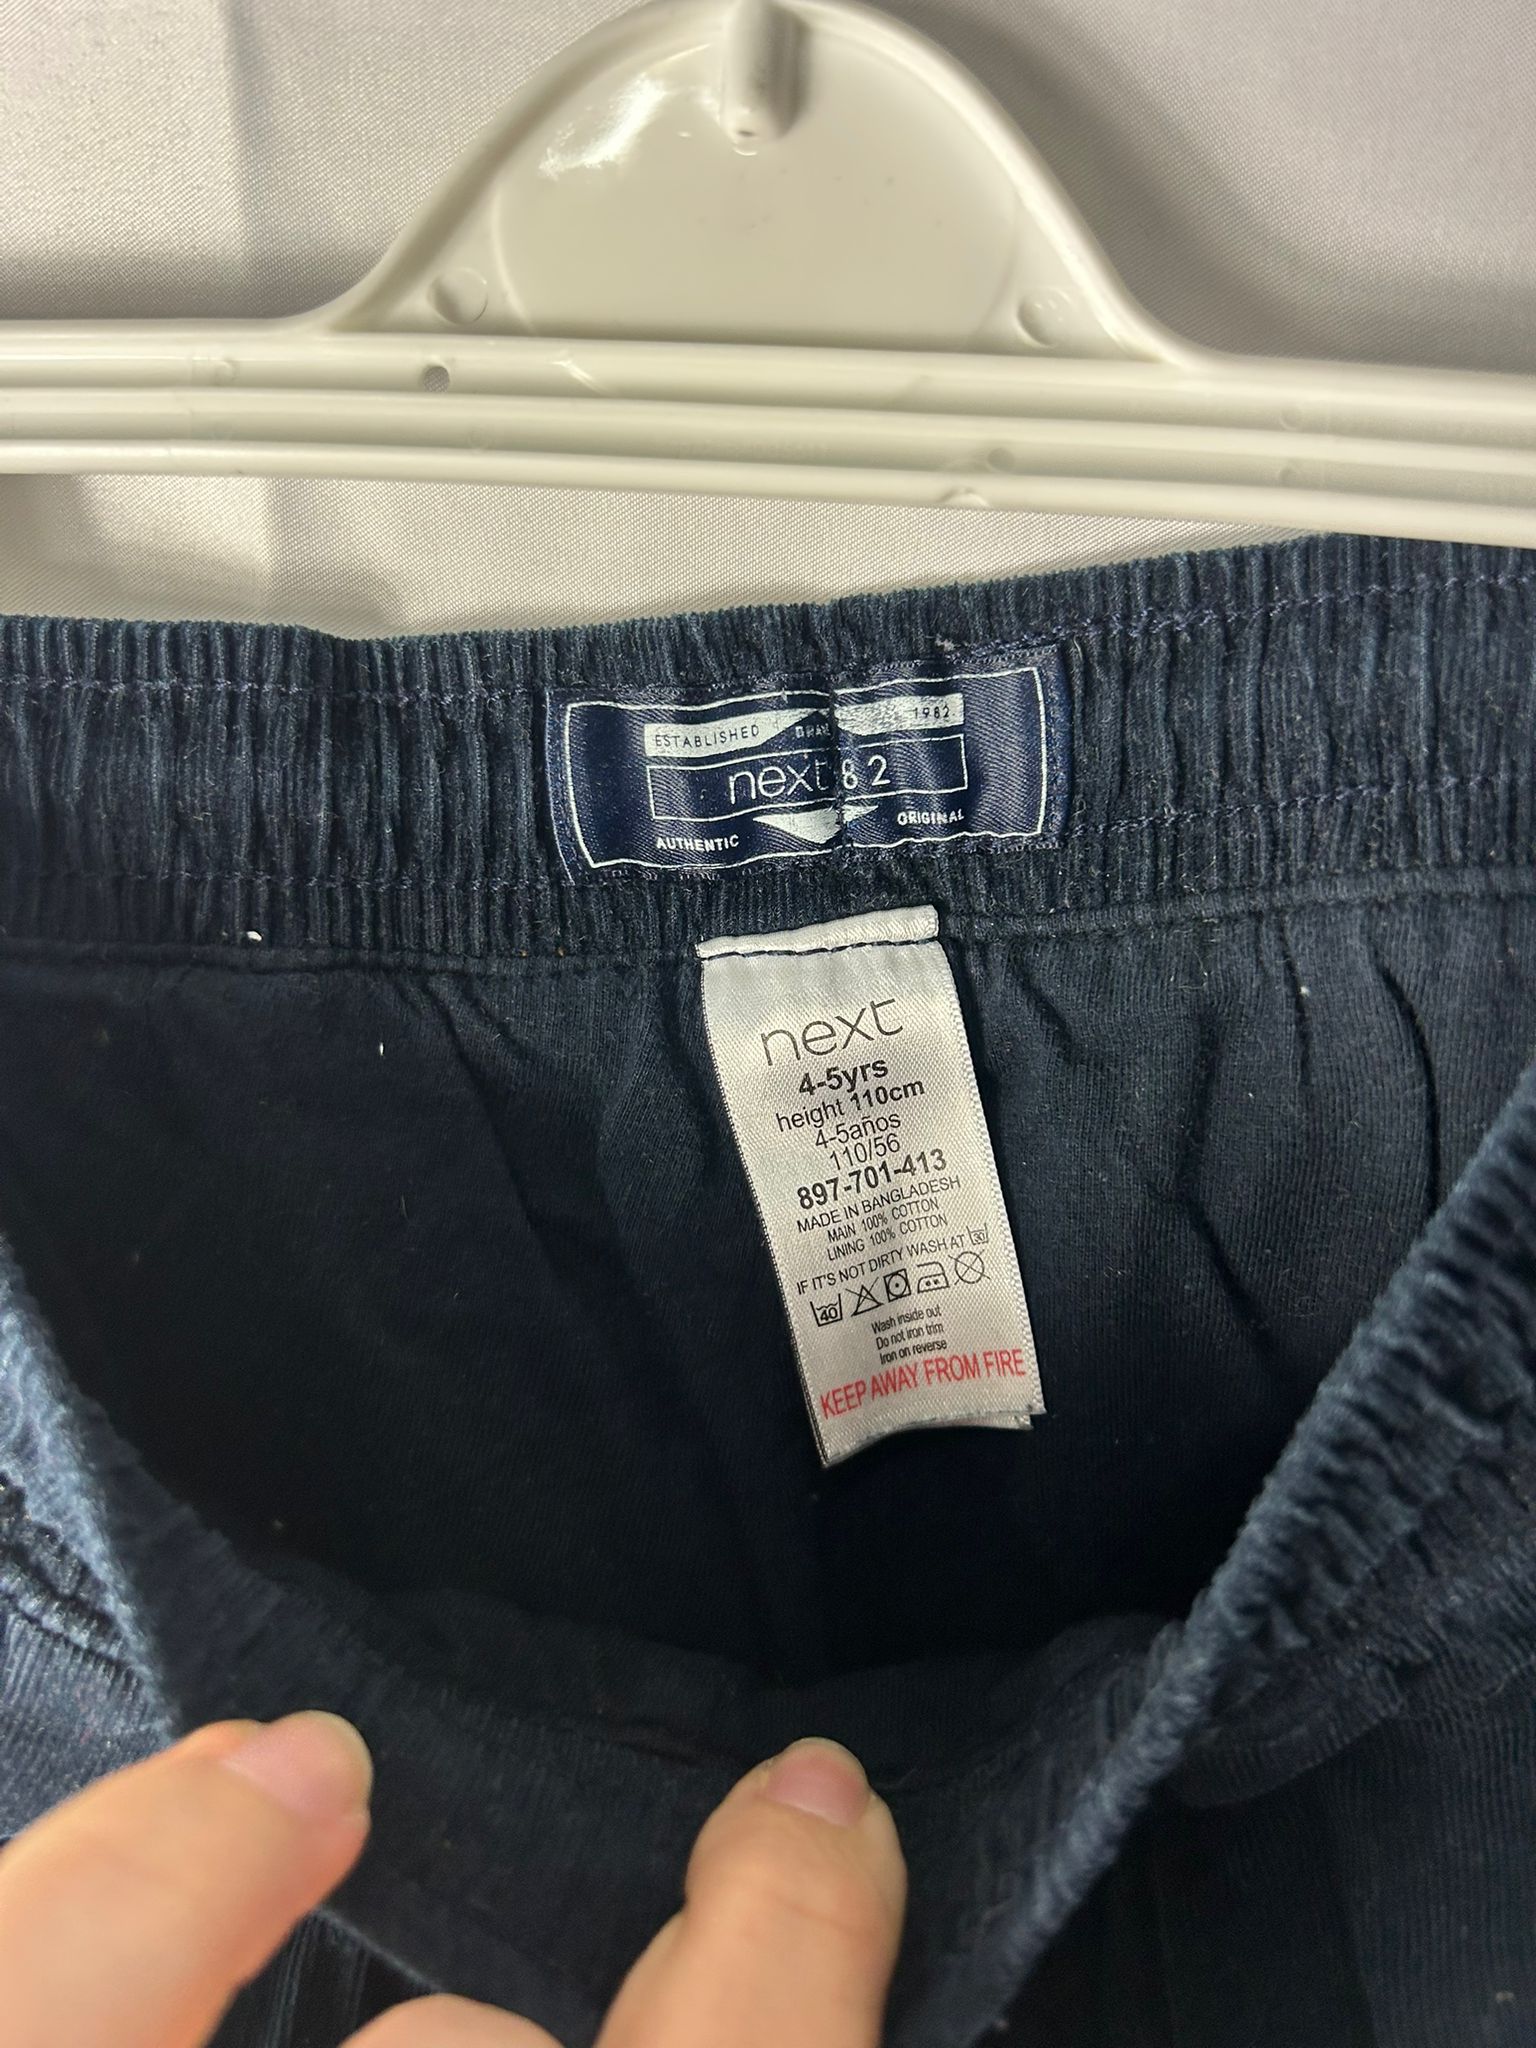 ESTABLISHED
1982
next 82
AUTHENTIC
ORIGINAL
next
4-5yrs
height 110cm
4-5años
110/56
897-701-413
MADE IN BANGLADESH
MAIN 100% COTTON
LINING 100% COTTON
IF IT'S NOT DIRTY WASH AT 30
40
Wash inside out
Do not iron trim
Iron on reverse
KEEP AWAY FROM FIRE